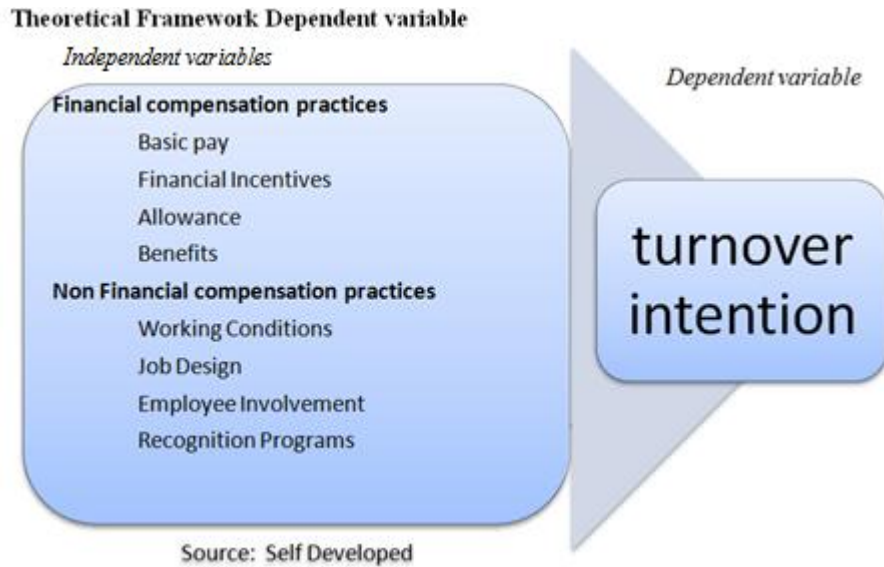 Theoretical Framework Dependent variable
Independent variables
Dependent variable
Financial compensation practices
Basic pay
Financial Incentives
Allowance
Benefits
Non Financial compensation practices
Working Conditions
Job Design
Employee Involvement
Recognition Programs
turnover
intention
Source: Self Developed